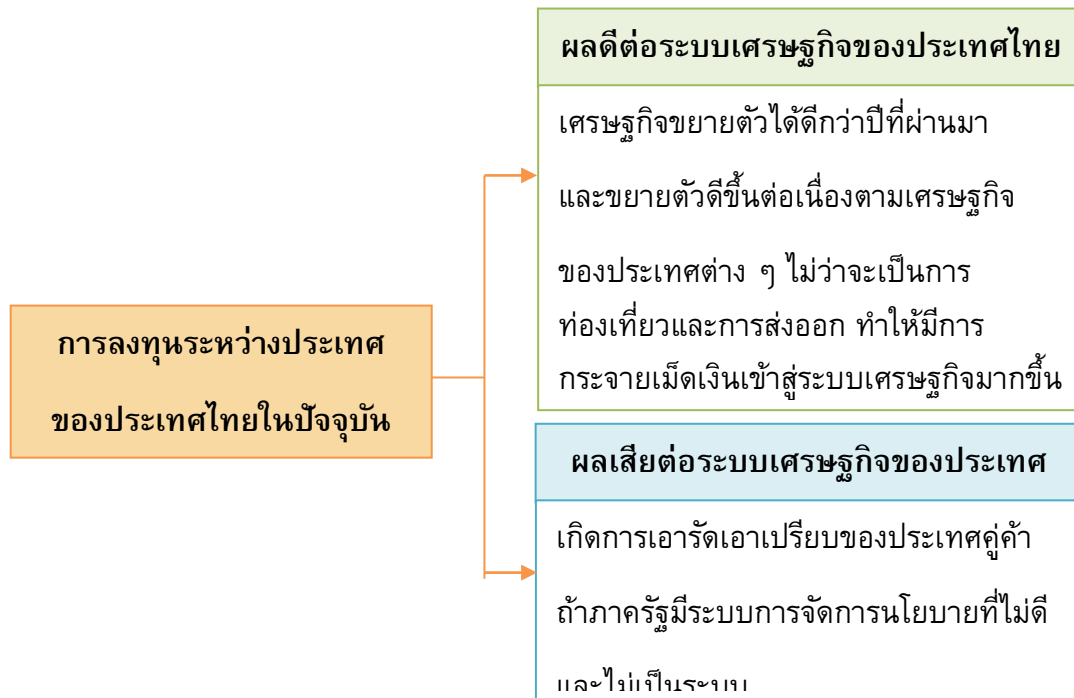 ผลดีต่อระบบเศรษฐกิจของประเทศไทย
เศรษฐกิจขยายตัวได้ดีกว่าปีที่ผ่านมา
และขยายตัวดีขึ้นต่อเนื่องตามเศรษฐกิจ
ของประเทศต่าง ๆ ไม่ว่าจะเป็นการ
ท่องเที่ยวและการส่งออก ทำให้มีการ
กระจายเม็ดเงินเข้าสู่ระบบเศรษฐกิจมากขึ้น
การลงทุนระหว่างประเทศ
ของประเทศไทยในปัจจุบัน
ผลเสียต่อระบบเศรษฐกิจของประเทศ
เกิดการเอารัดเอาเปรียบของประเทศคู่ค้า
ถ้าภาครัฐมีระบบการจัดการนโยบายที่ไม่ดี
และไม่เป็นระบบ